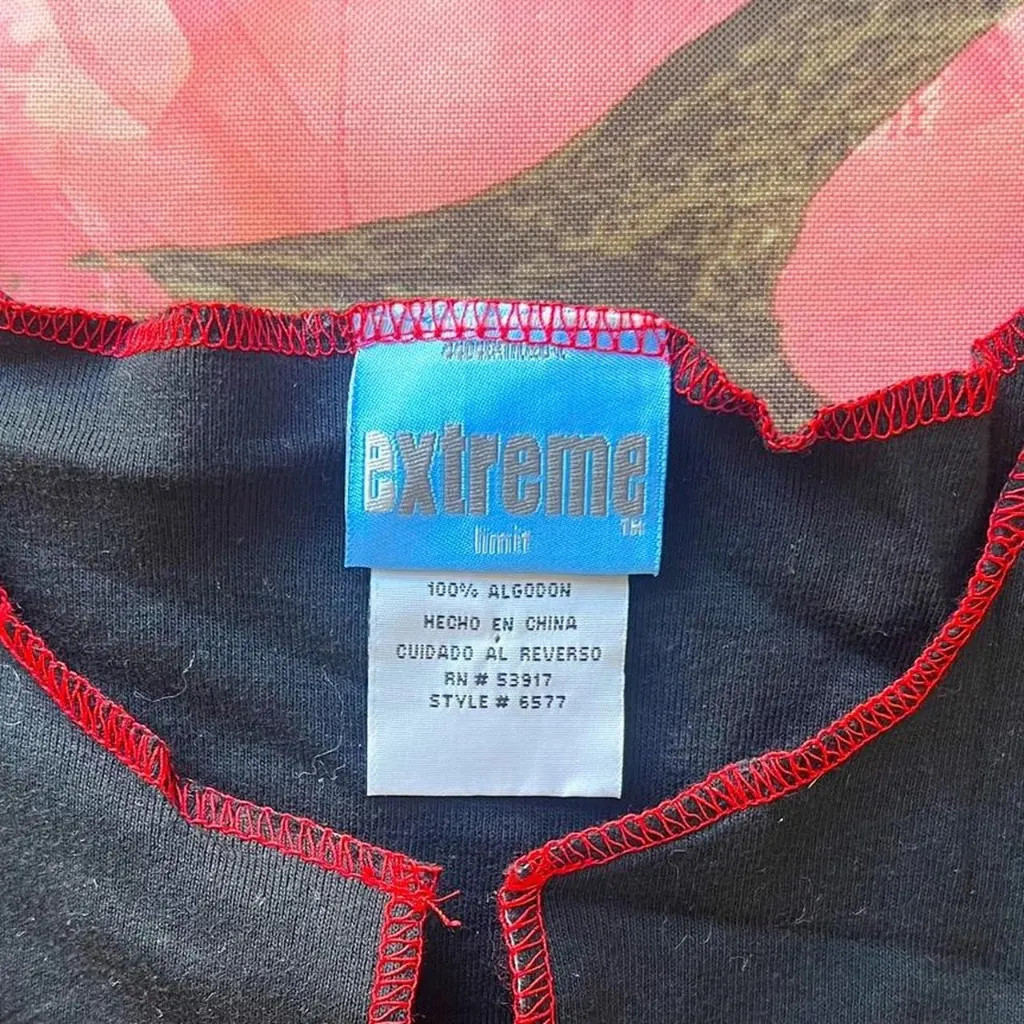 extreme
TM
limit
100% ALGODON
HECHO EN CHINA
CUIDADO AL REVERSO
RN # 53917
STYLE # 6577